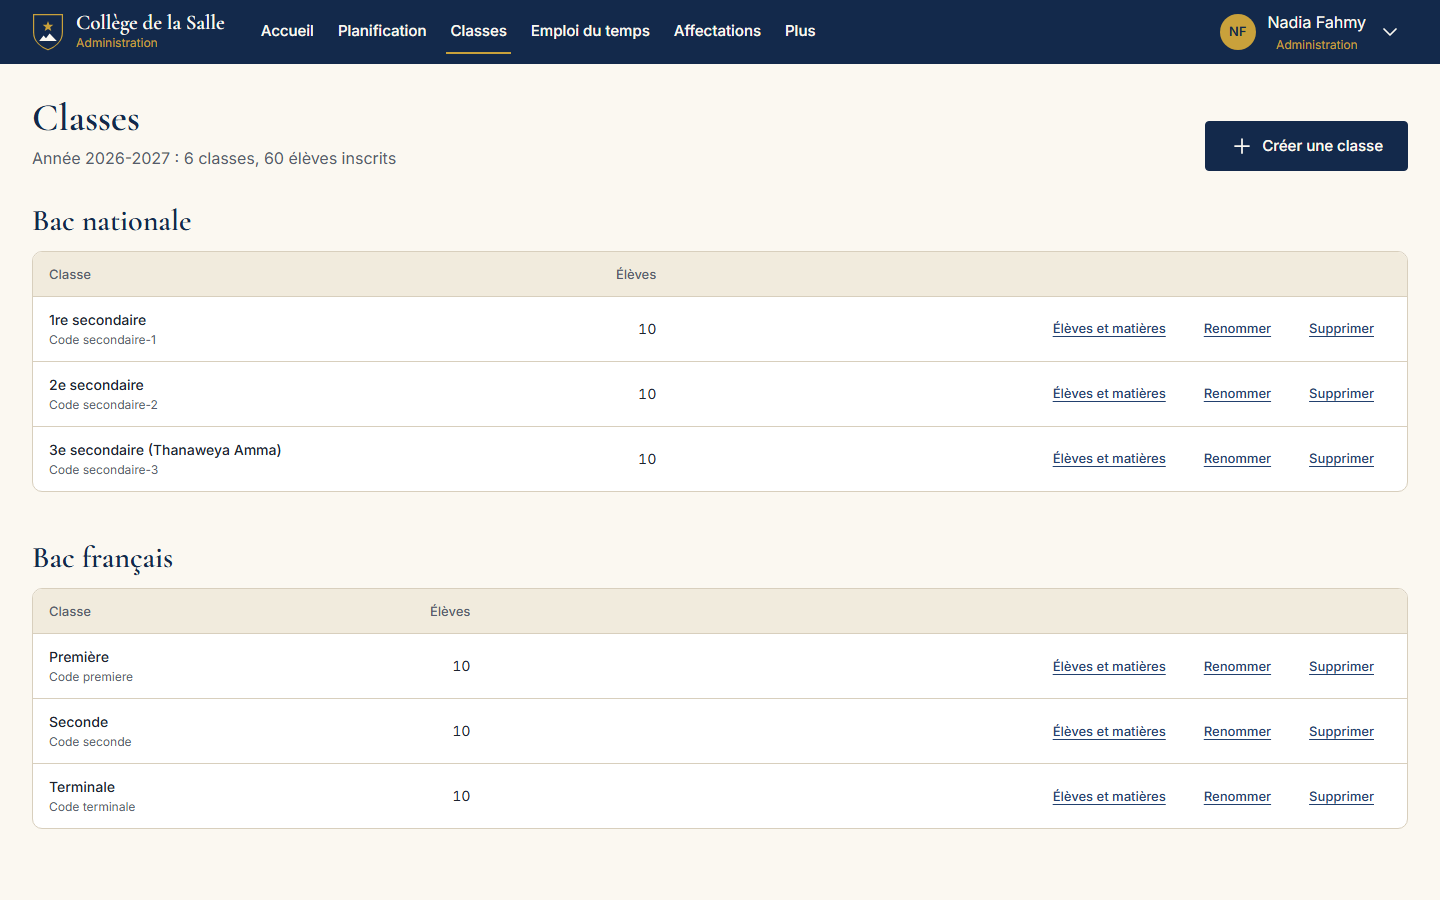 Collège de la Salle
Administration
Accueil
Planification
Classes
Emploi du temps
Affectations
Plus
NF
Nadia Fahmy
Administration
Classes
Année 2026-2027 : 6 classes, 60 élèves inscrits
Créer une classe
Bac nationale
Classe Élèves
1re secondaire
Code secondaire-1
10 Élèves et matières Renommer Supprimer
2e secondaire
Code secondaire-2
10 Élèves et matières Renommer Supprimer
3e secondaire (Thanaweya Amma)
Code secondaire-3
10 Élèves et matières Renommer Supprimer
Bac français
Classe Élèves
Première
Code premiere
10 Élèves et matières Renommer Supprimer
Seconde
Code seconde
10 Élèves et matières Renommer Supprimer
Terminale
Code terminale
10 Élèves et matières Renommer Supprimer